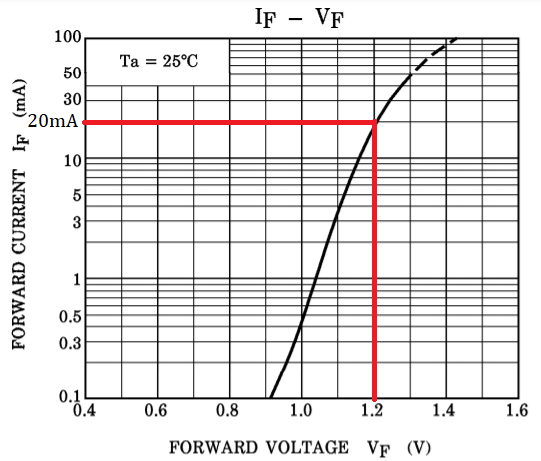 IF – VF
Ta = 25°C
100
50
30
20mA
10
5
3
1
0.5
0.3
0.1
FORWARD CURRENT IF (mA)
0.4 0.6 0.8 1.0 1.2 1.4 1.6
FORWARD VOLTAGE VF (V)